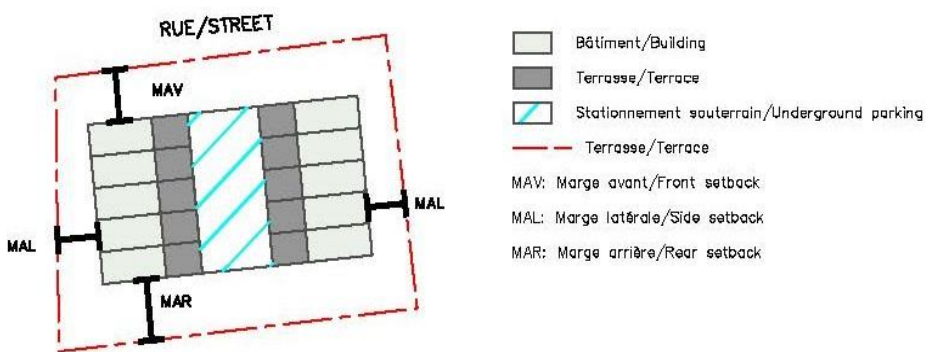 RUE/STREET
MAV
MAL
MAL
MAR
Bâtiment/Building
Terrasse/Terrace
Stationnement souterrain/Underground parking
Terrasse/Terrace
MAV: Marge avant/Front setback
MAL: Marge latérale/Side setback
MAR: Marge arrière/Rear setback